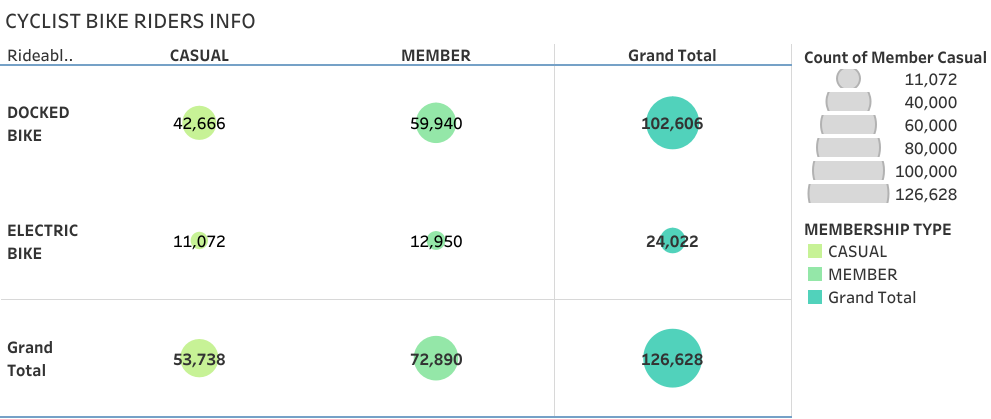 CYCLIST BIKE RIDERS INFO
Rideabl.. CASUAL MEMBER Grand Total
DOCKED
BIKE
42,666 59,940 102,606
ELECTRIC
BIKE
11,072 12,950 24,022
Grand
Total
53,738 72,890 126,628
Count of Member Casual
11,072
40,000
60,000
80,000
100,000
126,628
MEMBERSHIP TYPE
CASUAL
MEMBER
Grand Total